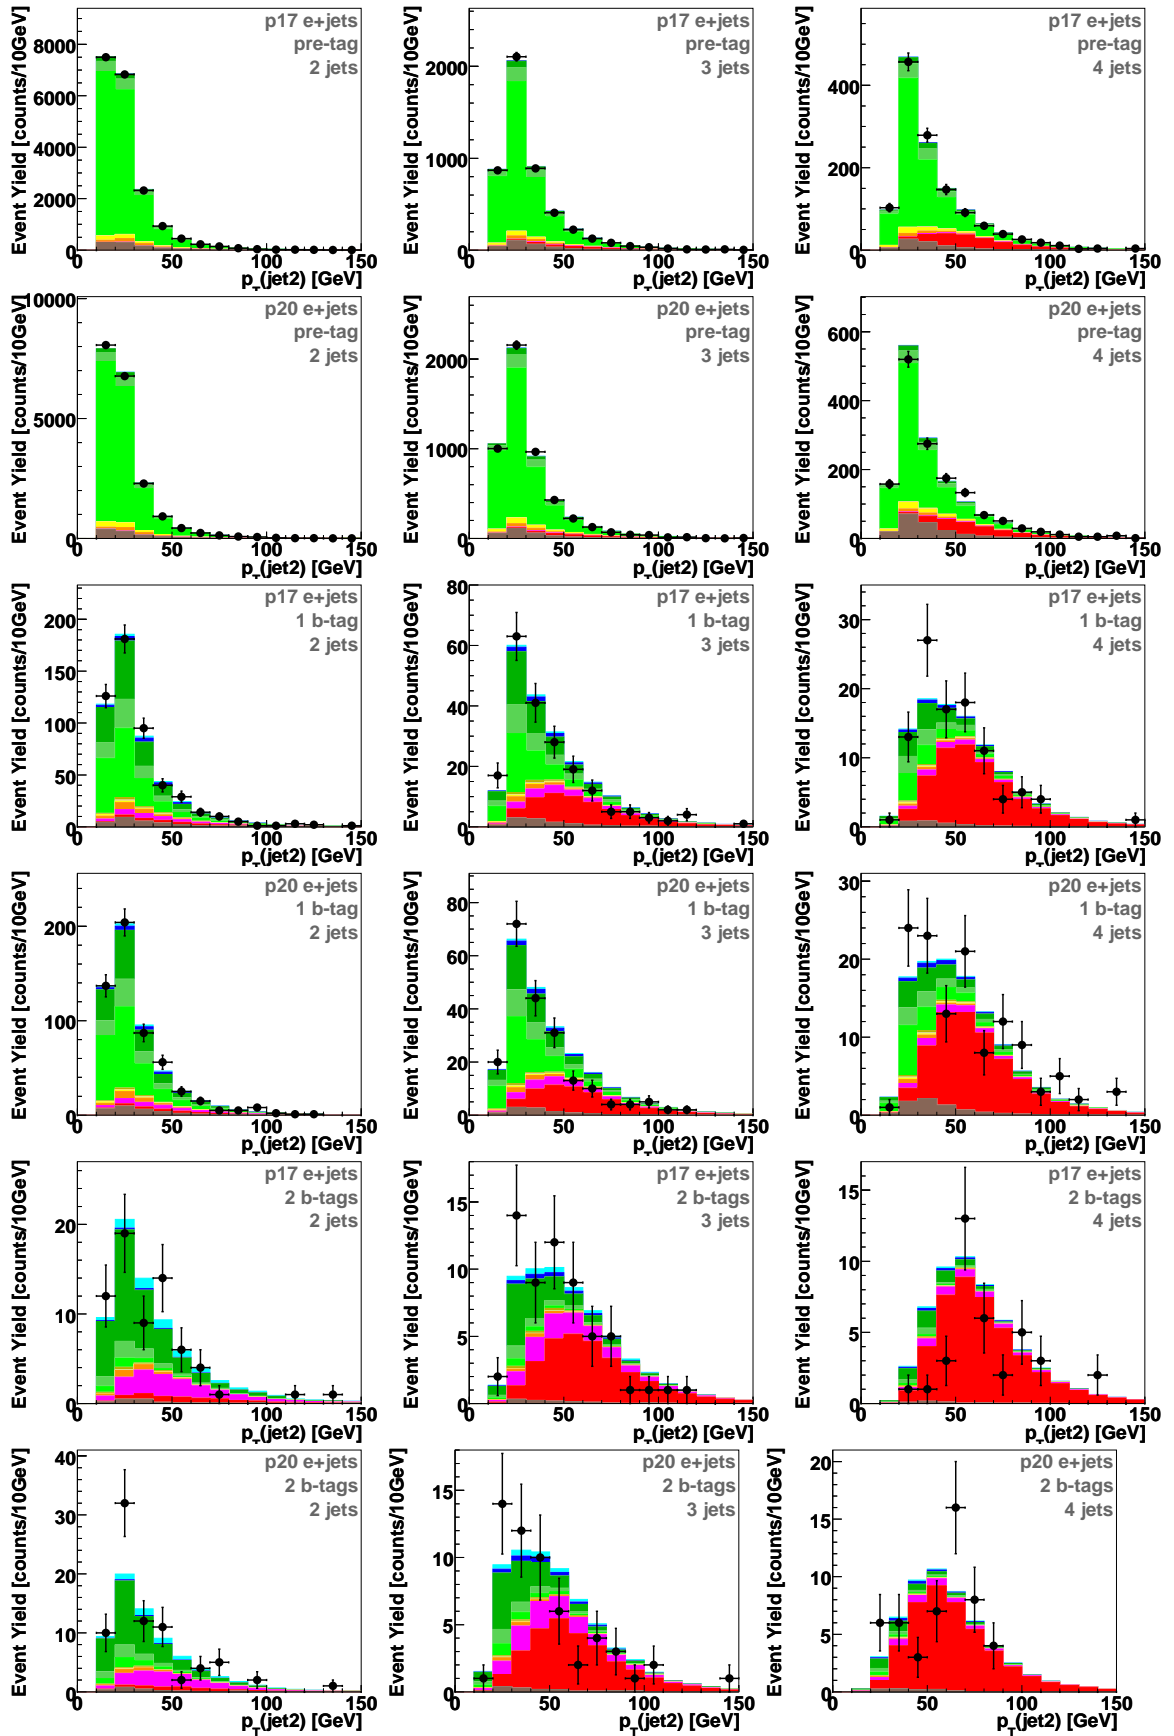 Event Yield [counts/10GeV]
8000
6000
4000
2000
0
p17 e+jets
pre-tag
2 jets
0 50 100 150
pT(jet2) [GeV]
Event Yield [counts/10GeV]
2000
1000
0
p17 e+jets
pre-tag
3 jets
0 50 100 150
pT(jet2) [GeV]
Event Yield [counts/10GeV]
400
200
0
p17 e+jets
pre-tag
4 jets
0 50 100 150
pT(jet2) [GeV]
Event Yield [counts/10GeV]
10000
5000
0
p20 e+jets
pre-tag
2 jets
0 50 100 150
pT(jet2) [GeV]
Event Yield [counts/10GeV]
2000
1000
0
p20 e+jets
pre-tag
3 jets
0 50 100 150
pT(jet2) [GeV]
Event Yield [counts/10GeV]
600
400
200
0
p20 e+jets
pre-tag
4 jets
0 50 100 150
pT(jet2) [GeV]
Event Yield [counts/10GeV]
200
150
100
50
0
p17 e+jets
1 b-tag
2 jets
0 50 100 150
pT(jet2) [GeV]
Event Yield [counts/10GeV]
80
60
40
20
0
p17 e+jets
1 b-tag
3 jets
0 50 100 150
pT(jet2) [GeV]
Event Yield [counts/10GeV]
30
20
10
0
p17 e+jets
1 b-tag
4 jets
0 50 100 150
pT(jet2) [GeV]
Event Yield [counts/10GeV]
200
100
0
p20 e+jets
1 b-tag
2 jets
0 50 100 150
pT(jet2) [GeV]
Event Yield [counts/10GeV]
80
60
40
20
0
p20 e+jets
1 b-tag
3 jets
0 50 100 150
pT(jet2) [GeV]
Event Yield [counts/10GeV]
30
20
10
0
p20 e+jets
1 b-tag
4 jets
0 50 100 150
pT(jet2) [GeV]
Event Yield [counts/10GeV]
20
10
0
p17 e+jets
2 b-tags
2 jets
0 50 100 150
pT(jet2) [GeV]
Event Yield [counts/10GeV]
15
10
5
0
p17 e+jets
2 b-tags
3 jets
0 50 100 150
pT(jet2) [GeV]
Event Yield [counts/10GeV]
15
10
5
0
p17 e+jets
2 b-tags
4 jets
0 50 100 150
pT(jet2) [GeV]
Event Yield [counts/10GeV]
40
30
20
10
0
p20 e+jets
2 b-tags
2 jets
0 50 100 150
pT(jet2) [GeV]
Event Yield [counts/10GeV]
15
10
5
0
p20 e+jets
2 b-tags
3 jets
0 50 100 150
pT(jet2) [GeV]
Event Yield [counts/10GeV]
20
15
10
5
0
p20 e+jets
2 b-tags
4 jets
0 50 100 150
pT(jet2) [GeV]